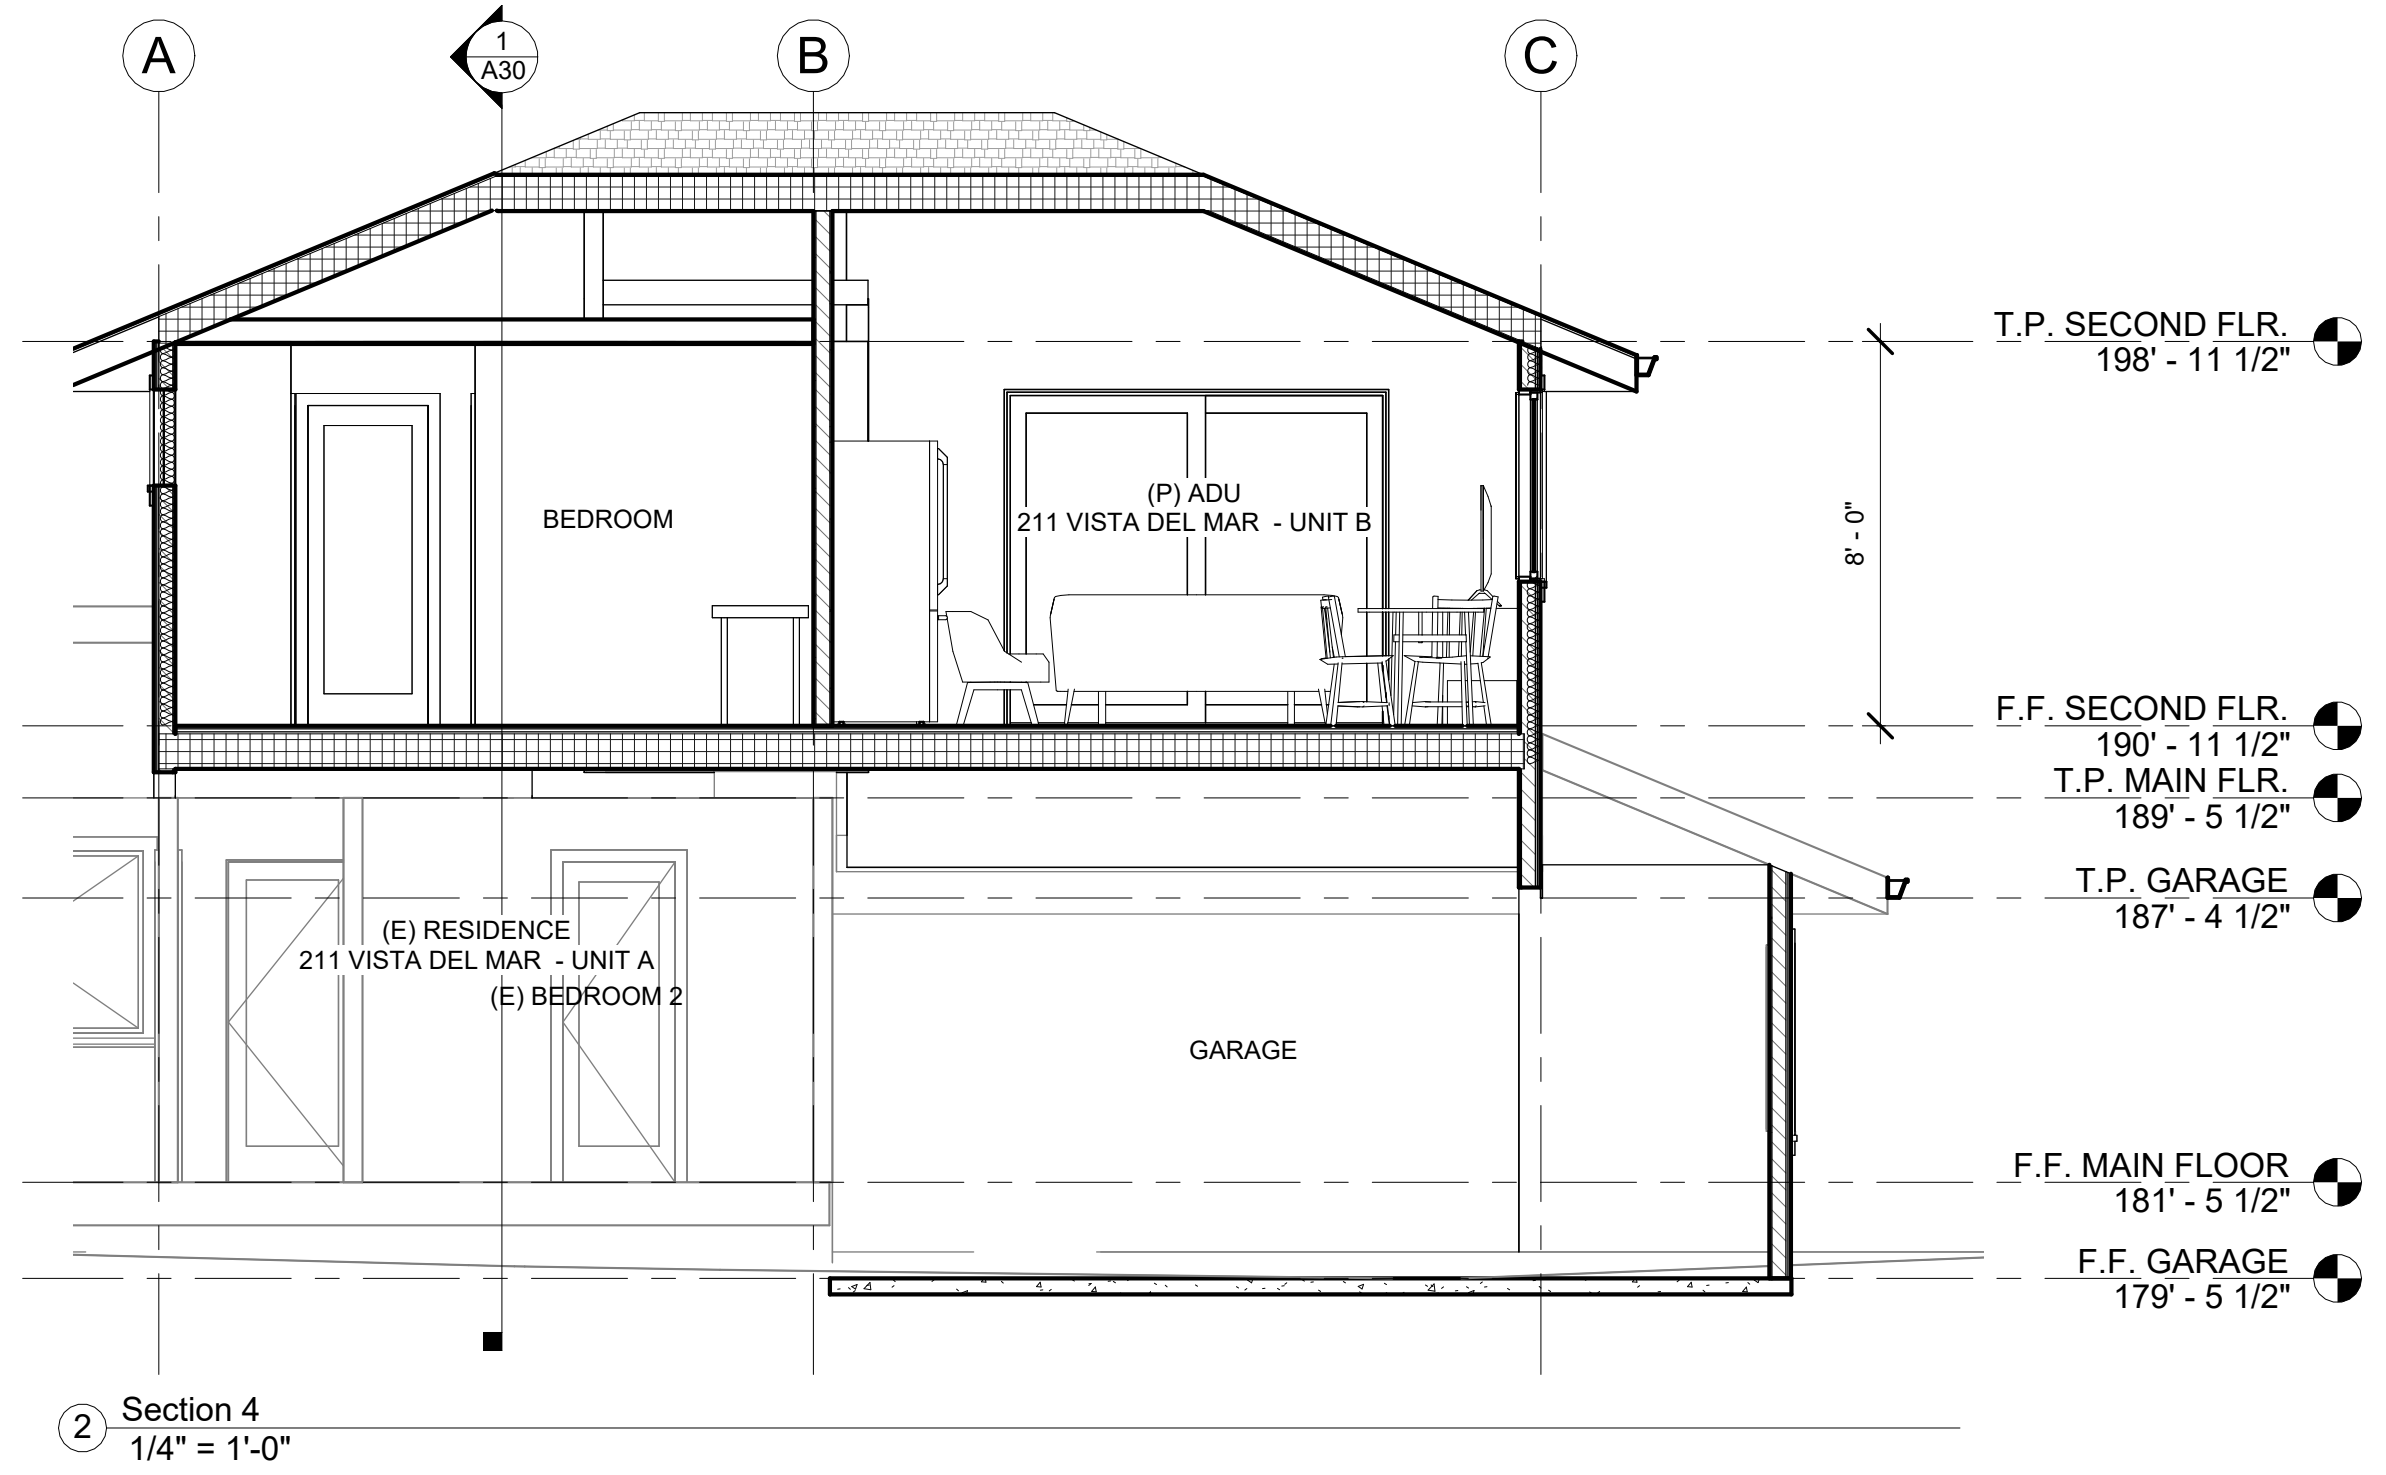 A
1
A30
B
C
T.P. SECOND FLR.
198' - 11 1/2"
BEDROOM
(P) ADU
211 VISTA DEL MAR - UNIT B
8' - 0"
F.F. SECOND FLR.
190' - 11 1/2"
T.P. MAIN FLR.
189' - 5 1/2"
T.P. GARAGE
187' - 4 1/2"
(E) RESIDENCE
211 VISTA DEL MAR - UNIT A
(E) BEDROOM 2
GARAGE
F.F. MAIN FLOOR
181' - 5 1/2"
F.F. GARAGE
179' - 5 1/2"
2
Section 4
1/4" = 1'-0"